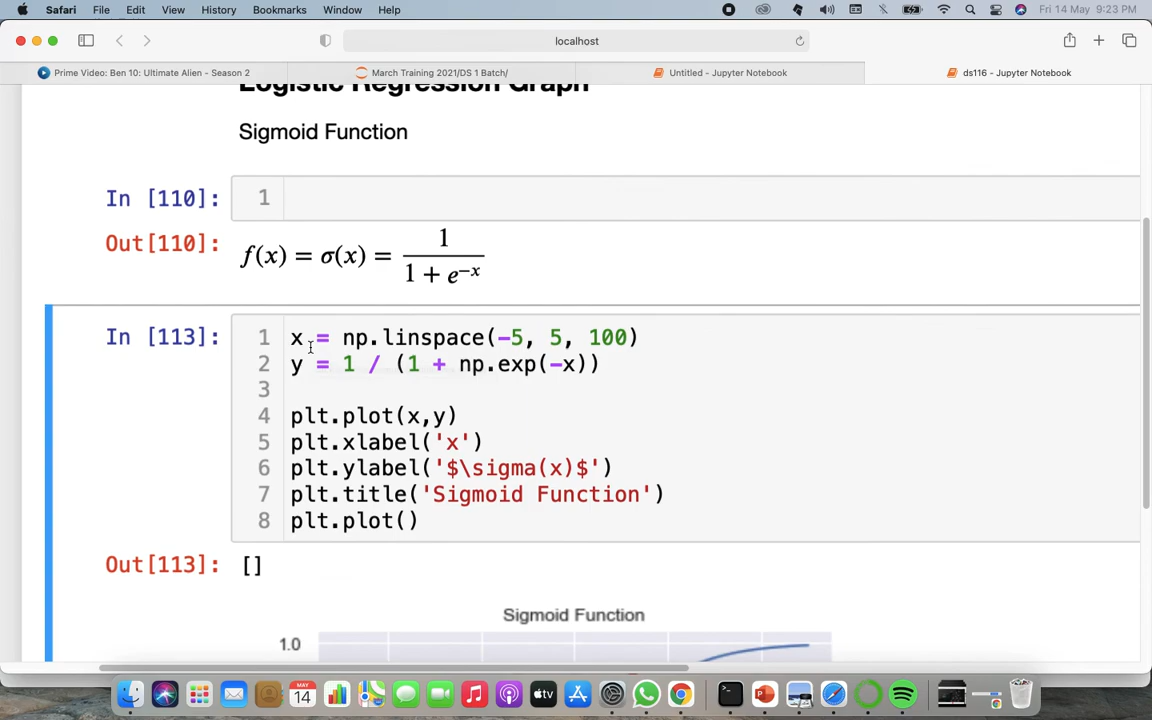 Safari File Edit View History Bookmarks Window Help Fri 14 May 9:23 PM
localhost
Prime Video: Ben 10: Ultimate Alien - Season 2 March Training 2021/DS 1 Batch/ Untitled - Jupyter Notebook ds116 - Jupyter Notebook
Logistic Regression Graph
Sigmoid Function
In [110]: 1
Out[110]: f(x) = σ(x) = 1 / (1 + e^{-x})
In [113]: 1 x = np.linspace(-5, 5, 100)
2 y = 1 / (1 + np.exp(-x))
3
4 plt.plot(x,y)
5 plt.xlabel('x')
6 plt.ylabel('$\sigma(x)$')
7 plt.title('Sigmoid Function')
8 plt.plot()
Out[113]: []
Sigmoid Function
1.0
MAY
14
tv